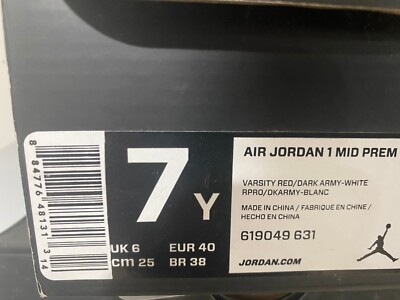 8 84776 48131 3 14
7 Y
UK 6 EUR 40
cm 25 BR 38
AIR JORDAN 1 MID PREM
VARSITY RED/DARK ARMY-WHITE
RPRO/DKARMY-BLANC
MADE IN CHINA / FABRIQUE EN CHINE /
HECHO EN CHINA
619049 631
JORDAN.COM